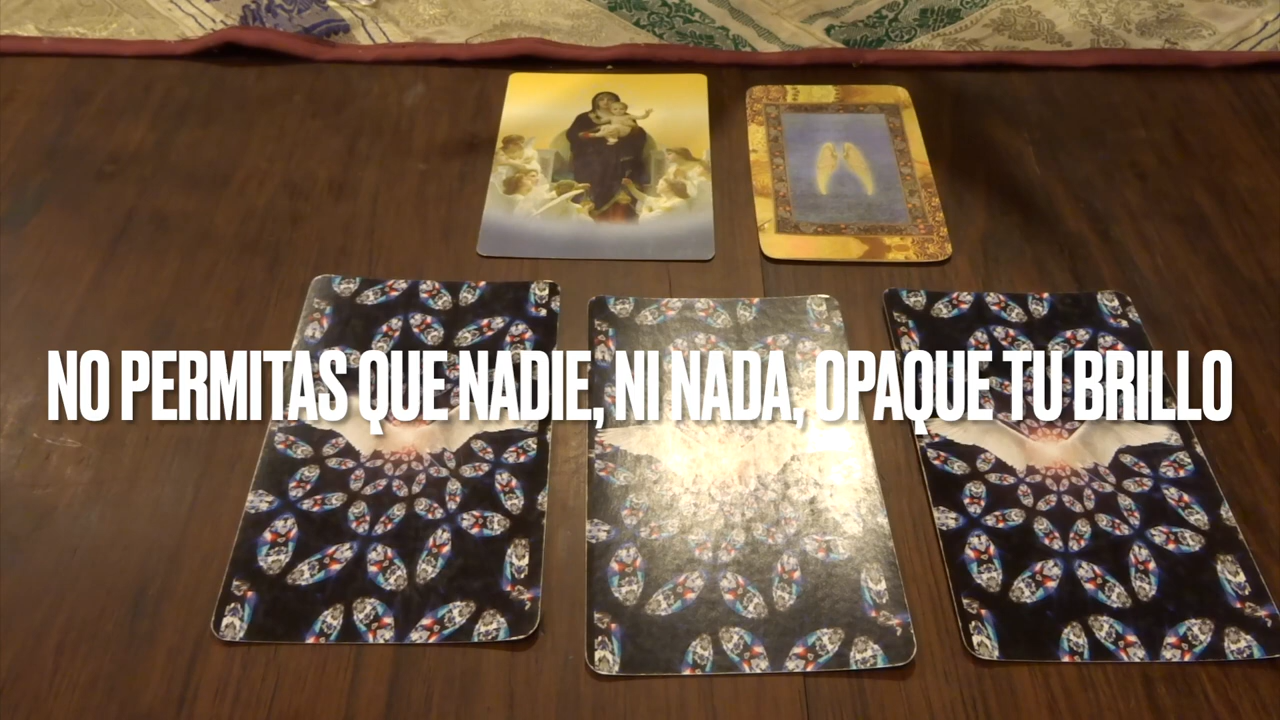 NO PERMITAS QUE NADIE, NI NADA, OPAQUE TU BRILLO